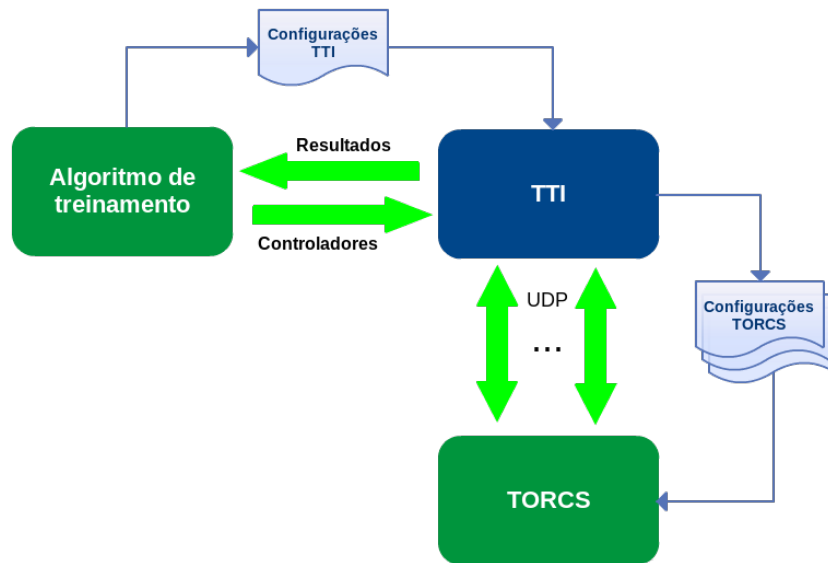 Configurações
TTI
Resultados
Algoritmo de
treinamento
TTI
Controladores
UDP
...
Configurações
TORCS
TORCS